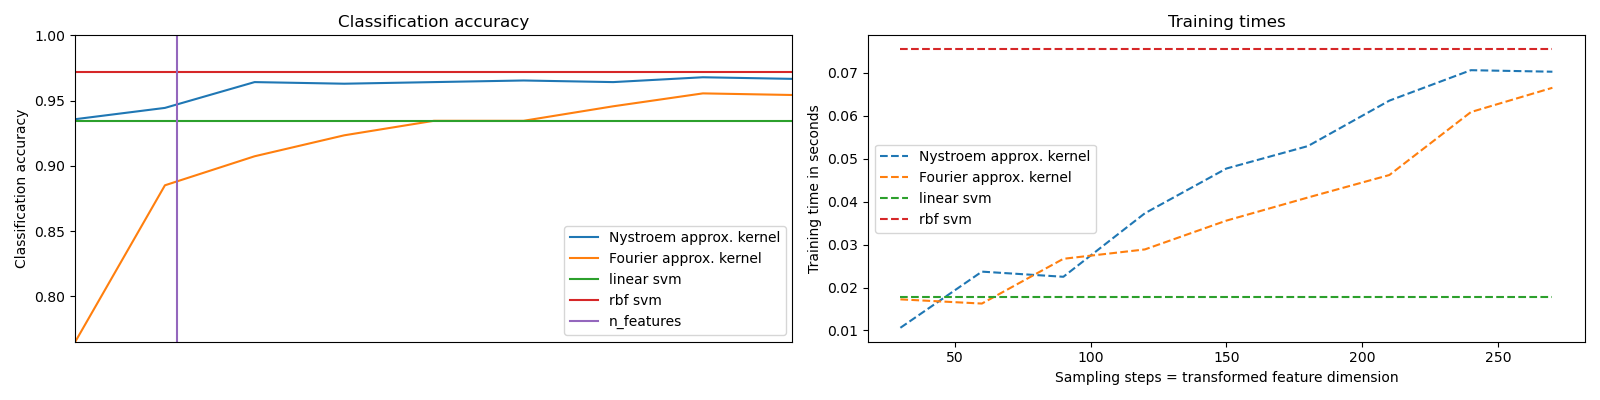 Classification accuracy
1.00
0.95
0.90
0.85
0.80
Classification accuracy
Nystroem approx. kernel
Fourier approx. kernel
linear svm
rbf svm
n_features
Training times
0.07
0.06
0.05
0.04
0.03
0.02
0.01
Training time in seconds
Nystroem approx. kernel
Fourier approx. kernel
linear svm
rbf svm
50 100 150 200 250
Sampling steps = transformed feature dimension